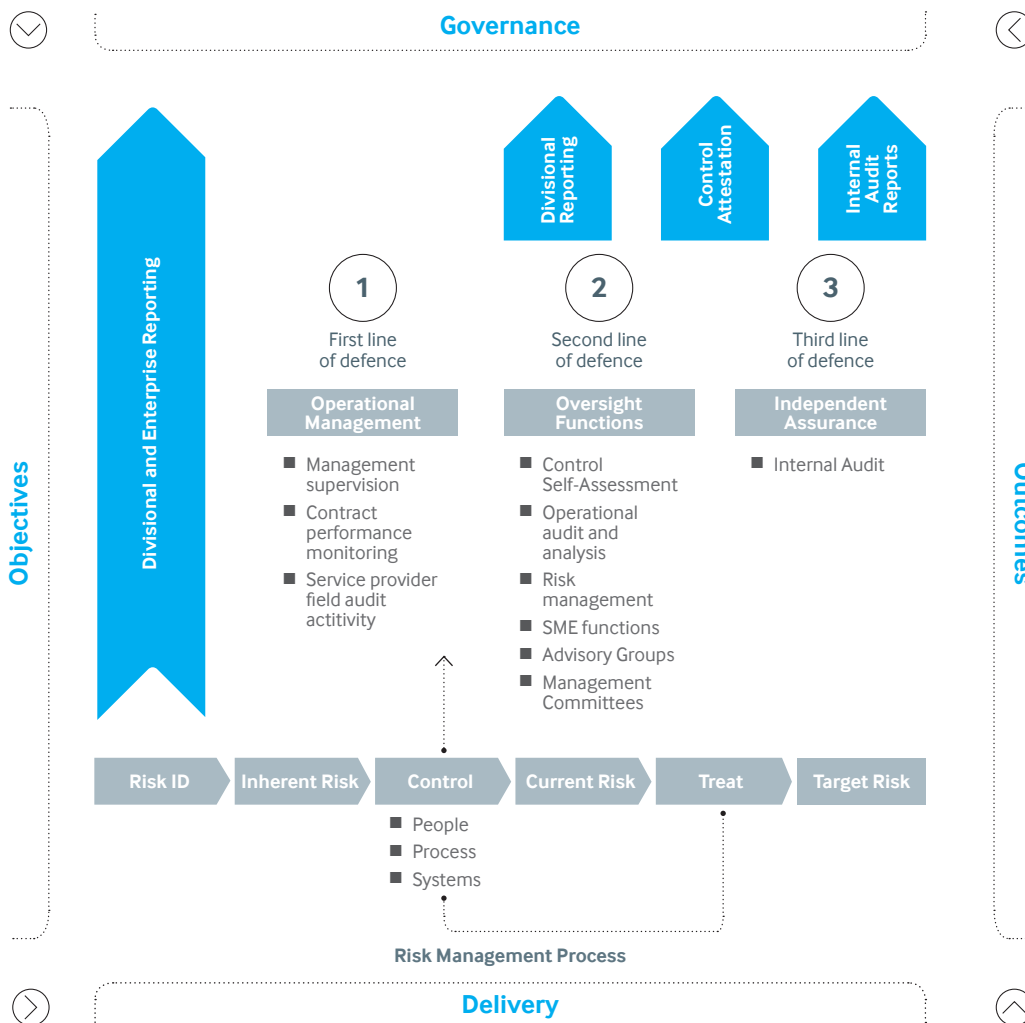 Governance
Objectives
Divisional and Enterprise Reporting
Divisional
Reporting
Control
Attestation
Internal
Audit
Reports
1
First line
of defence
Operational
Management
■ Management
supervision
■ Contract
performance
monitoring
■ Service provider
field audit
actitivity
2
Second line
of defence
Oversight
Functions
■ Control
Self-Assessment
■ Operational
audit and
analysis
■ Risk
management
■ SME functions
■ Advisory Groups
■ Management
Committees
3
Third line
of defence
Independent
Assurance
■ Internal Audit
Outcomes
Risk ID
Inherent Risk
Control
Current Risk
Treat
Target Risk
■ People
■ Process
■ Systems
Risk Management Process
Delivery